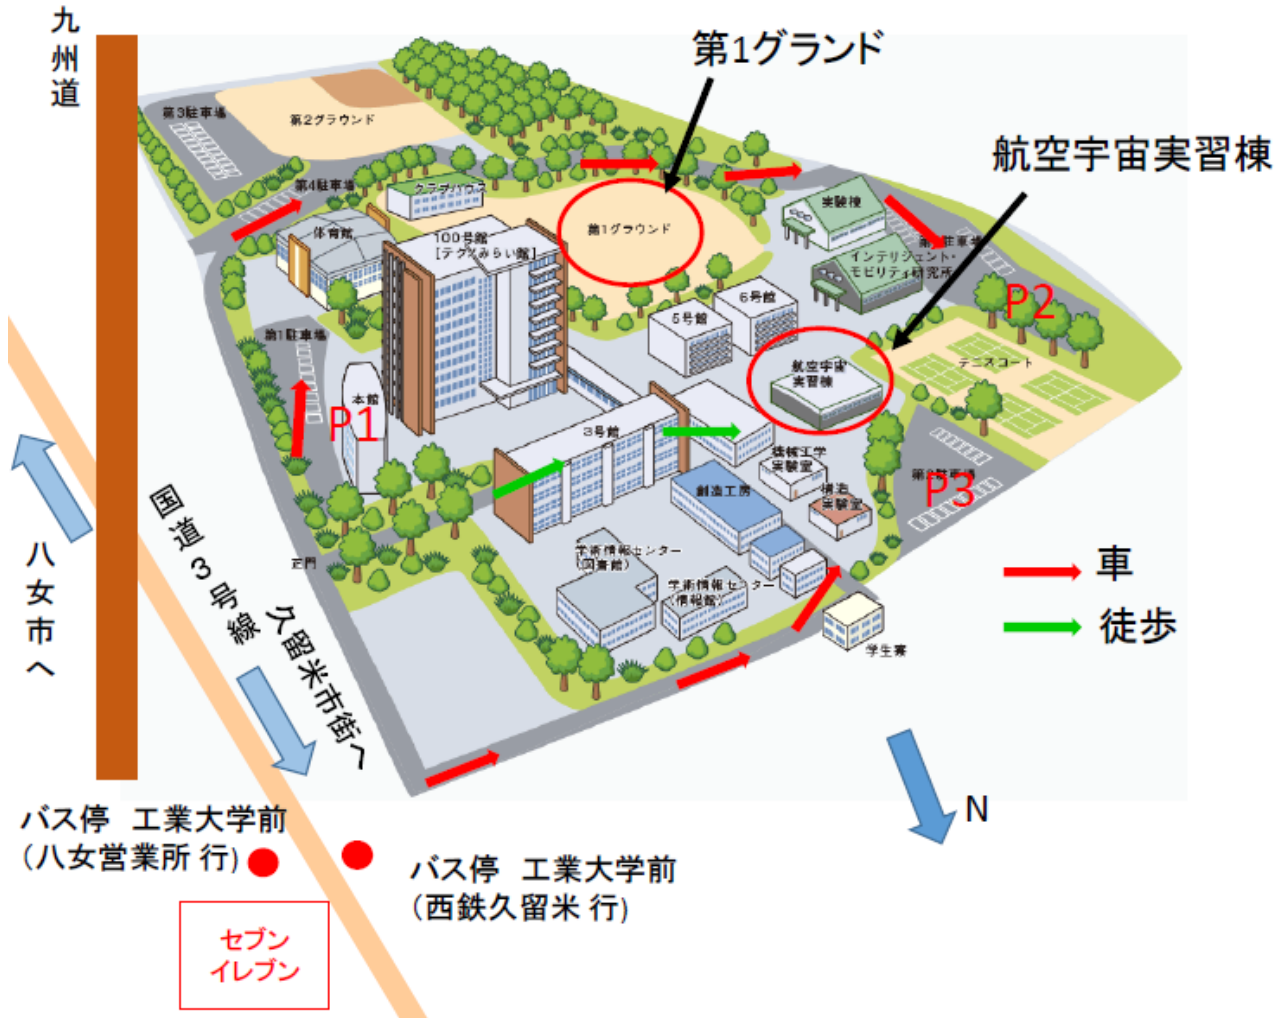 九州道
第1グランド
航空宇宙実習棟
第3駐車場
第2グラウンド
第4駐車場
クラブハウス
体育館
100号館
[テクノみらい館]
第1グラウンド
実験棟
駐車場
インテリジェント・
モビリティ研究所
P2
6号館
5号館
第1駐車場
航空宇宙
実習棟
テニスコート
本館
P1
3号館
機械工学
実験室
創造工房
構造
実験室
第2駐車場
P3
国道3号線
久留米市街へ
八女市へ
正門
学術情報センター
(図書館)
学術情報センター
(情報館)
学生寮
車
徒歩
N
バス停 工業大学前
(八女営業所 行)
バス停 工業大学前
(西鉄久留米 行)
セブン
イレブン